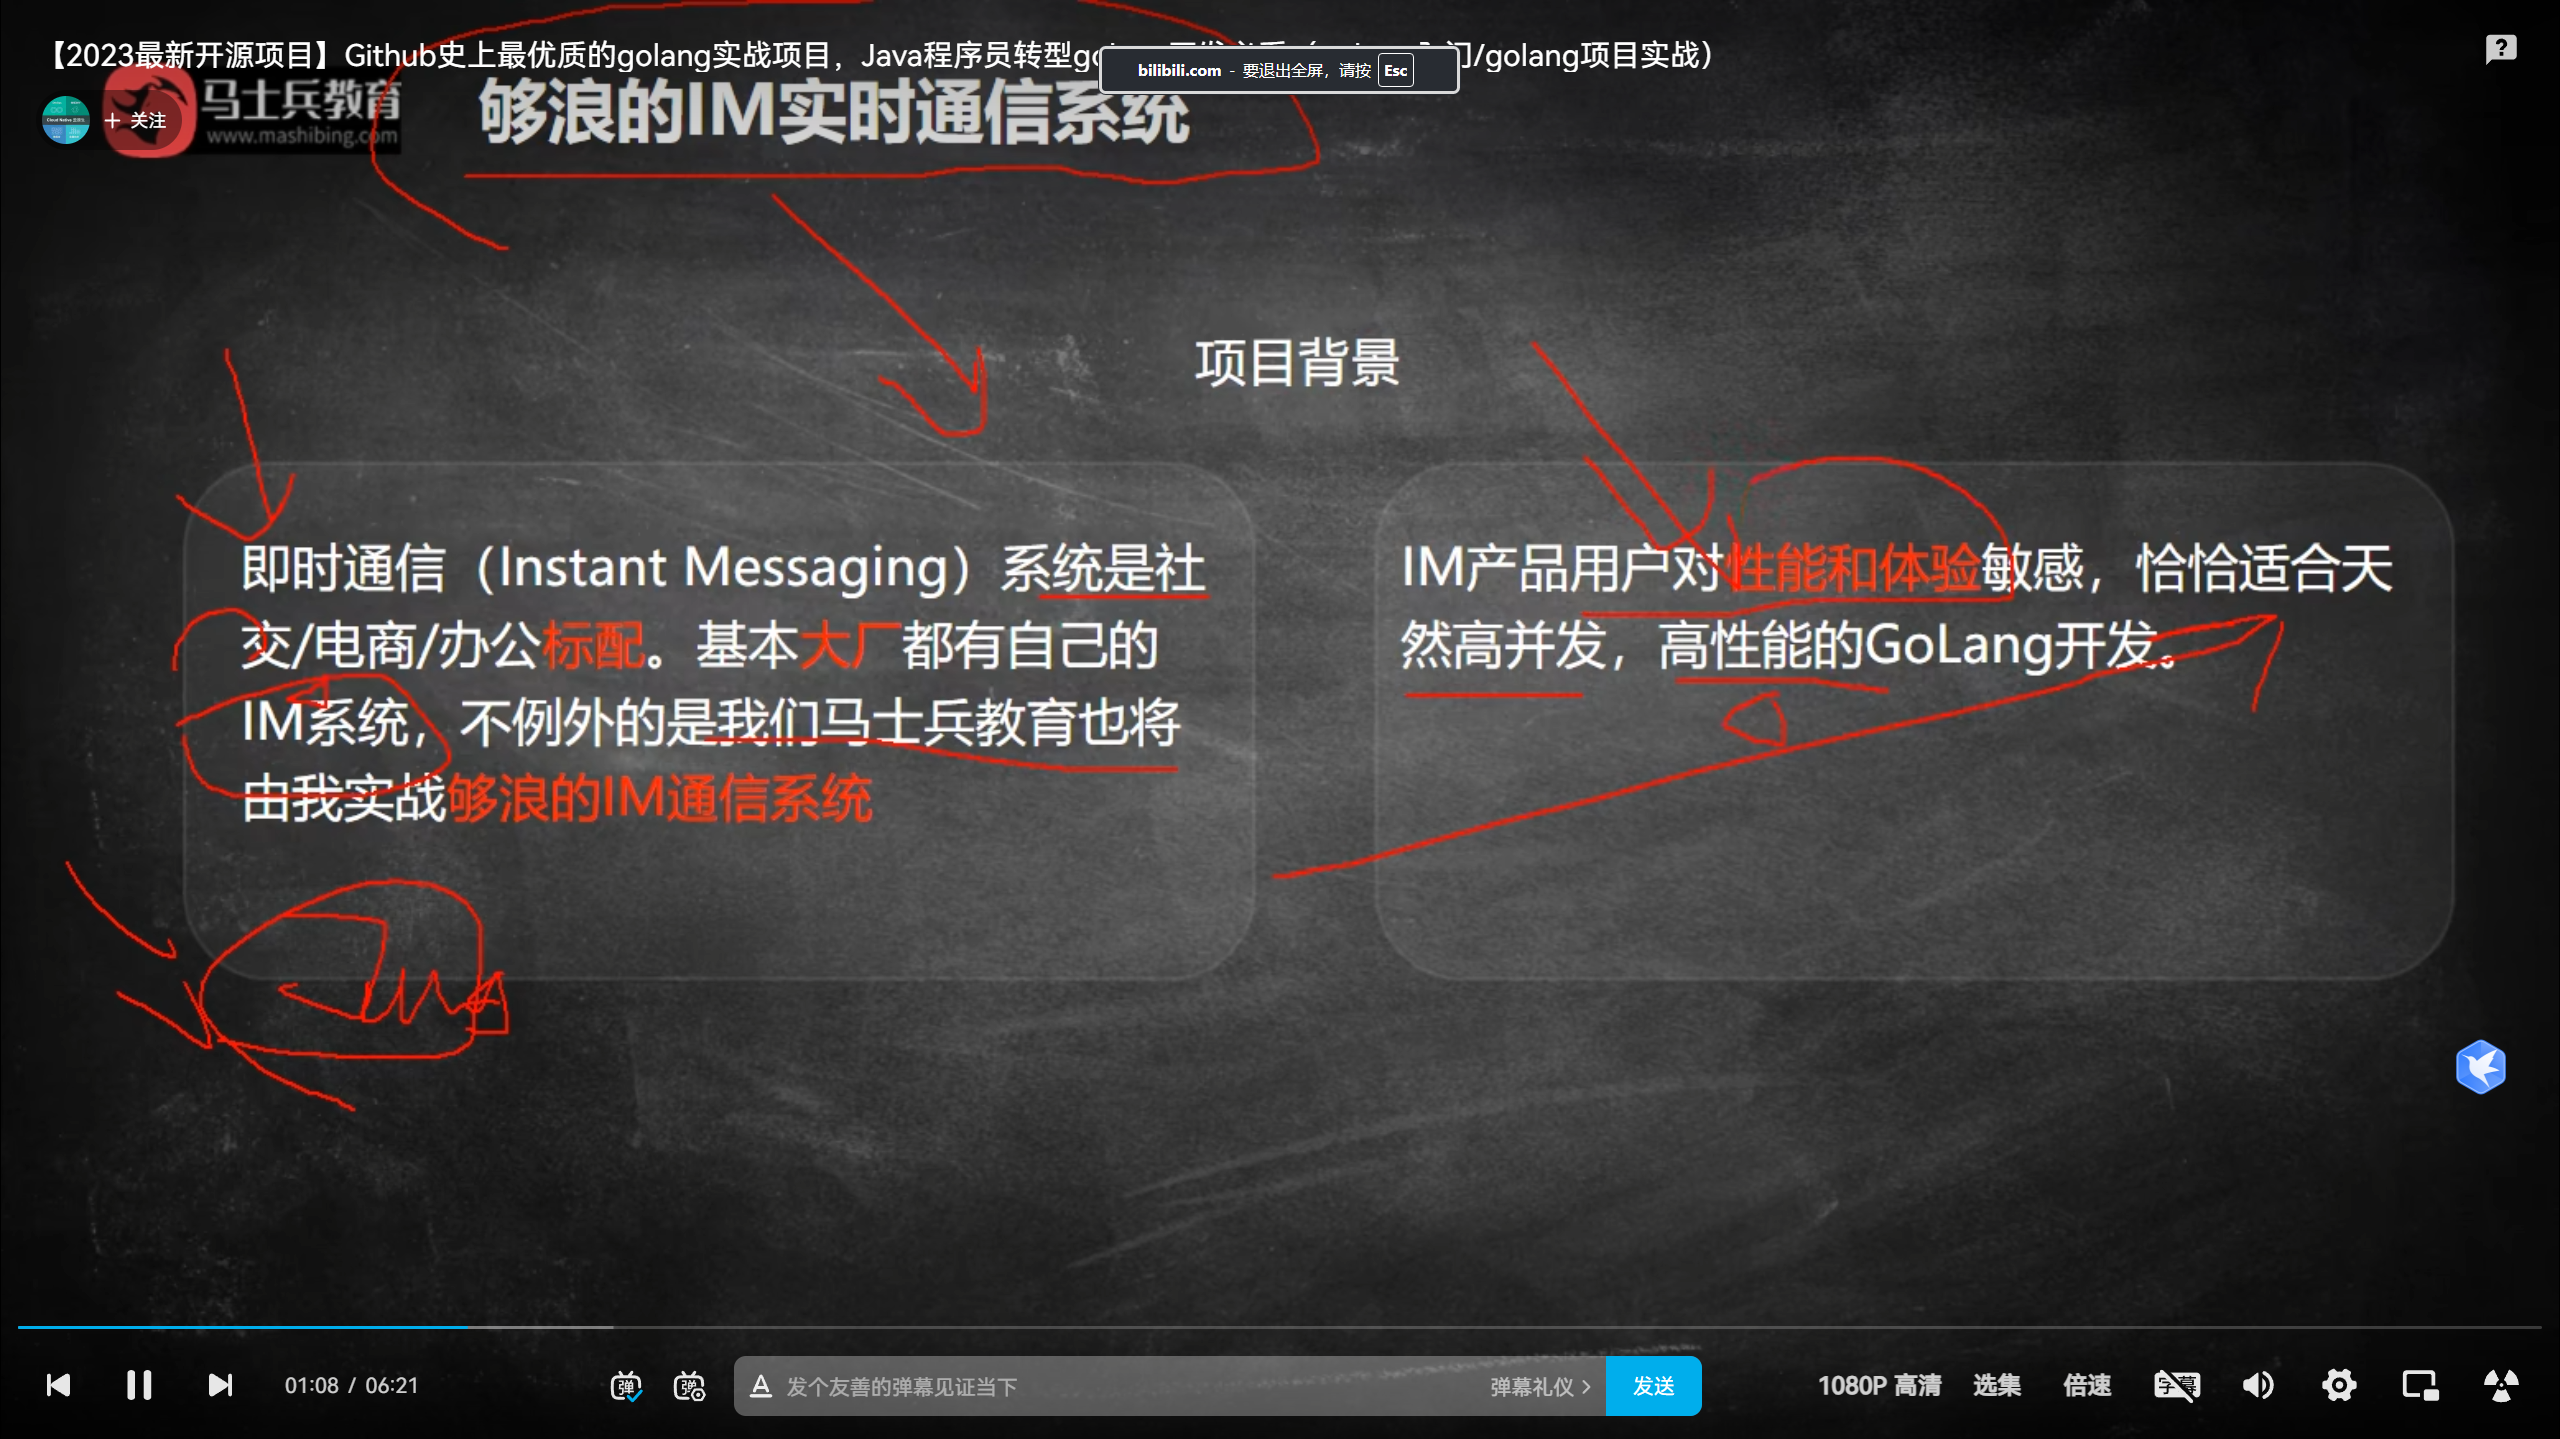 【2023最新开源项目】Github史上最优质的golang实战项目，Java程序员转型go
/golang项目实战）
bilibili.com - 要退出全屏，请按 Esc
马士兵教育
www.mashibing.com
+ 关注
够浪的IM实时通信系统
项目背景
即时通信（Instant Messaging）系统是社
交/电商/办公标配。基本大厂都有自己的
IM系统，不例外的是我们马士兵教育也将
由我实战够浪的IM通信系统
IM产品用户对性能和体验敏感，恰恰适合天
然高并发，高性能的GoLang开发。
01:08 / 06:21
弹
弹
A 发个友善的弹幕见证当下
弹幕礼仪 >
发送
1080P 高清
选集
倍速
字幕